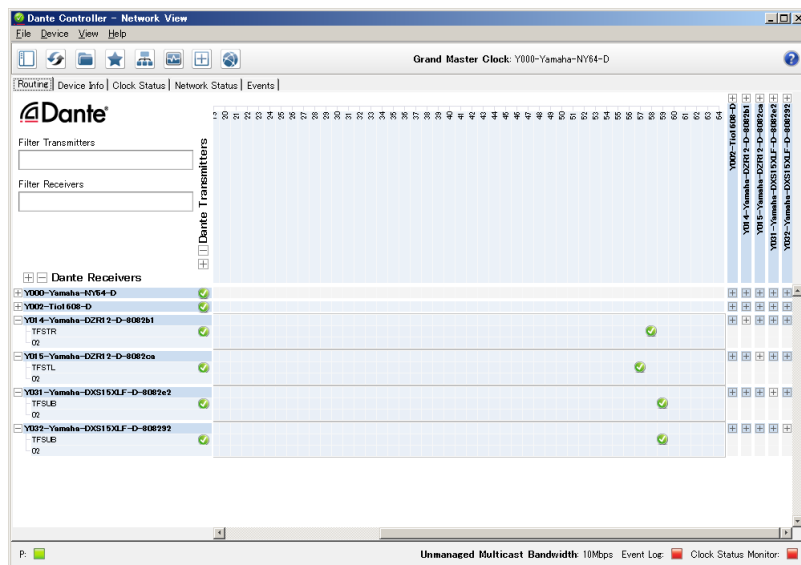 Dante Controller - Network View
File Device View Help
Grand Master Clock: Y000-Yamaha-NY64-D
Routing Device Info Clock Status Network Status Events
Dante
Filter Transmitters
Filter Receivers
Dante Transmitters
20 21 22 23 24 25 26 27 28 29 30 31 32 33 34 35 36 37 38 39 40 41 42 43 44 45 46 47 48 49 50 51 52 53 54 55 56 57 58 59 60 61 62 63 64
Y002-Tio1608-D
Y014-Yamaha-DZR12-D-8082b1
Y015-Yamaha-DZR12-D-8082ca
Y031-Yamaha-DXS15XLF-D-8082e2
Y032-Yamaha-DXS15XLF-D-808292
Dante Receivers
Y000-Yamaha-NY64-D
Y002-Tio1608-D
Y014-Yamaha-DZR12-D-8082b1
TFSTR
02
Y015-Yamaha-DZR12-D-8082ca
TFSTL
02
Y031-Yamaha-DXS15XLF-D-8082e2
TFSUB
02
Y032-Yamaha-DXS15XLF-D-808292
TFSUB
02
P: Unmanaged Multicast Bandwidth: 10Mbps Event Log: Clock Status Monitor: